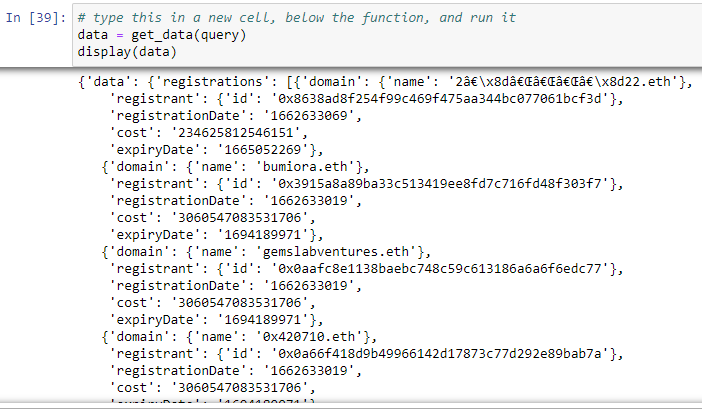 In [39]: # type this in a new cell, below the function, and run it
data = get_data(query)
display(data)
{'data': {'registrations': [{'domain': {'name': '2â€\x8dâ€Œâ€Œâ€Œâ€\x8d22.eth'},
'registrant': {'id': '0x8638ad8f254f99c469f475aa344bc077061bcf3d'},
'registrationDate': '1662633069',
'cost': '234625812546151',
'expiryDate': '1665052269'},
{'domain': {'name': 'bumiora.eth'},
'registrant': {'id': '0x3915a8a89ba33c513419ee8fd7c716fd48f303f7'},
'registrationDate': '1662633019',
'cost': '3060547083531706',
'expiryDate': '1694189971'},
{'domain': {'name': 'gemslabventures.eth'},
'registrant': {'id': '0x0aafc8e1138baebc748c59c613186a6a6f6edc77'},
'registrationDate': '1662633019',
'cost': '3060547083531706',
'expiryDate': '1694189971'},
{'domain': {'name': '0x420710.eth'},
'registrant': {'id': '0x0a66f418d9b49966142d17873c77d292e89bab7a'},
'registrationDate': '1662633019',
'cost': '3060547083531706',